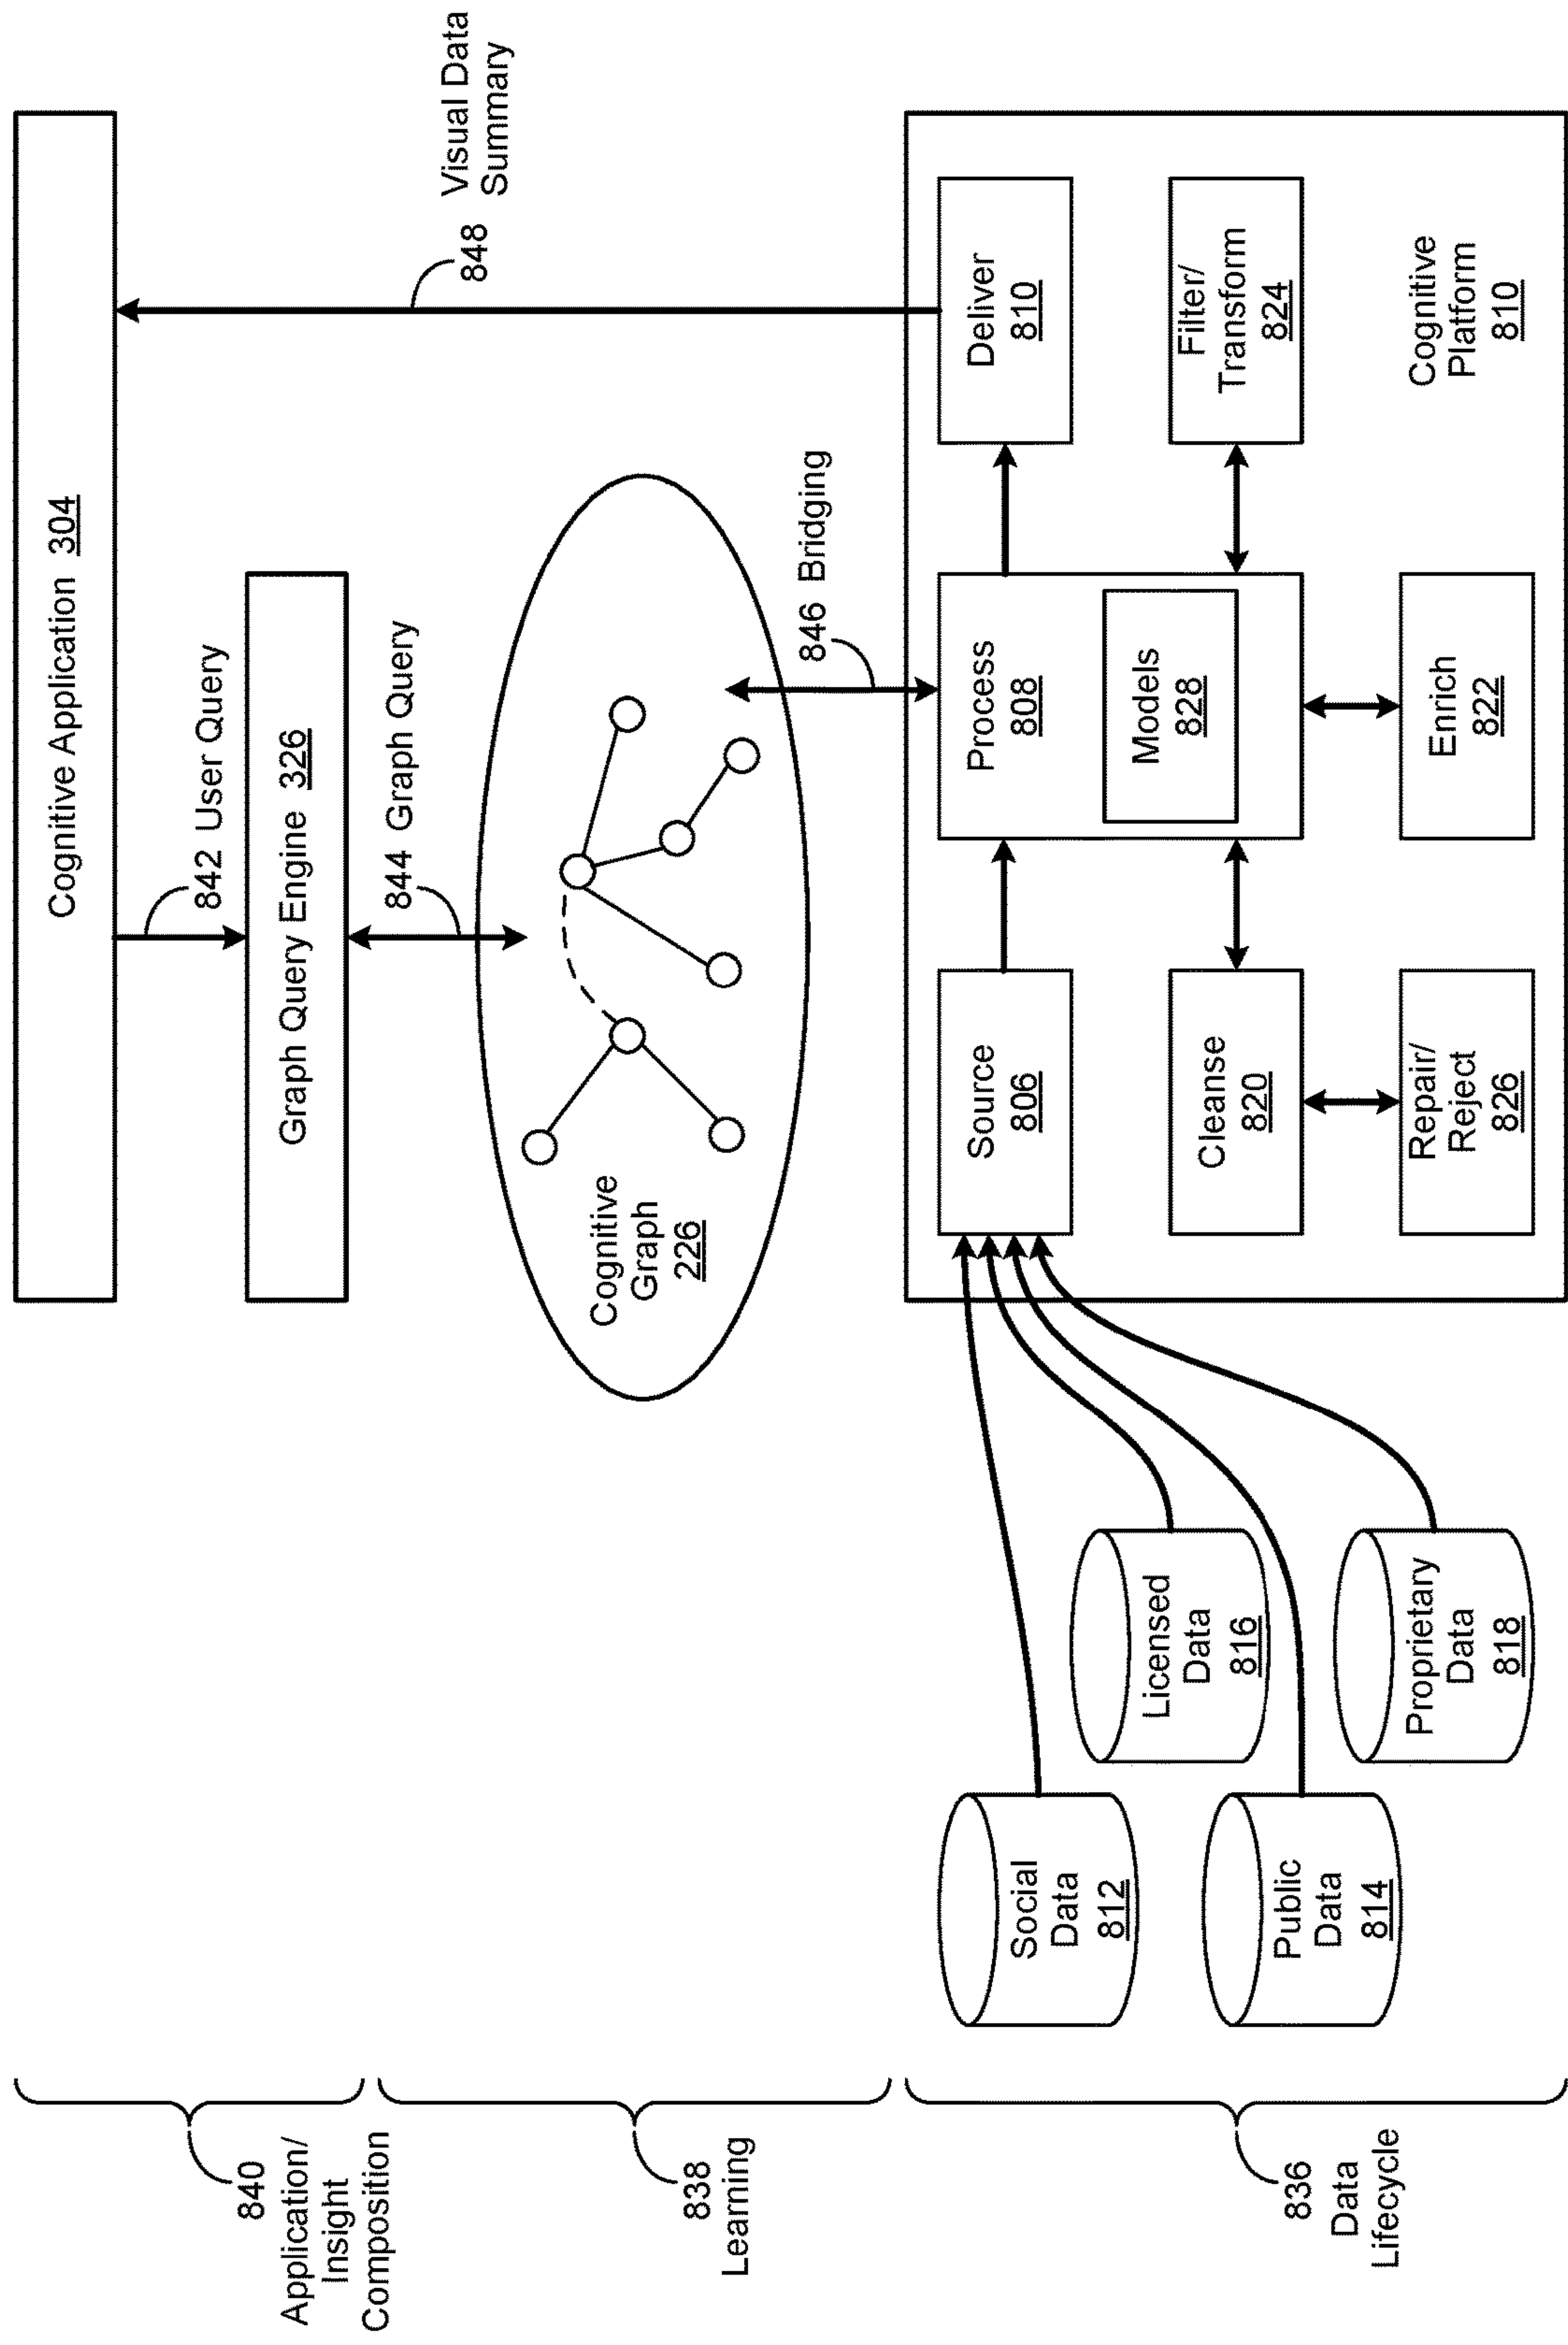 840
Application/
Insight
Composition
Cognitive Application 304
842 User Query
Graph Query Engine 326
844 Graph Query
848 Visual Data
Summary
838
Learning
Cognitive
Graph
226
846 Bridging
836
Data
Lifecycle
Social
Data
812
Public
Data
814
Licensed
Data
816
Proprietary
Data
818
Source
806
Process
808
Models
828
Deliver
810
Cleanse
820
Filter/
Transform
824
Repair/
Reject
826
Enrich
822
Cognitive
Platform
810